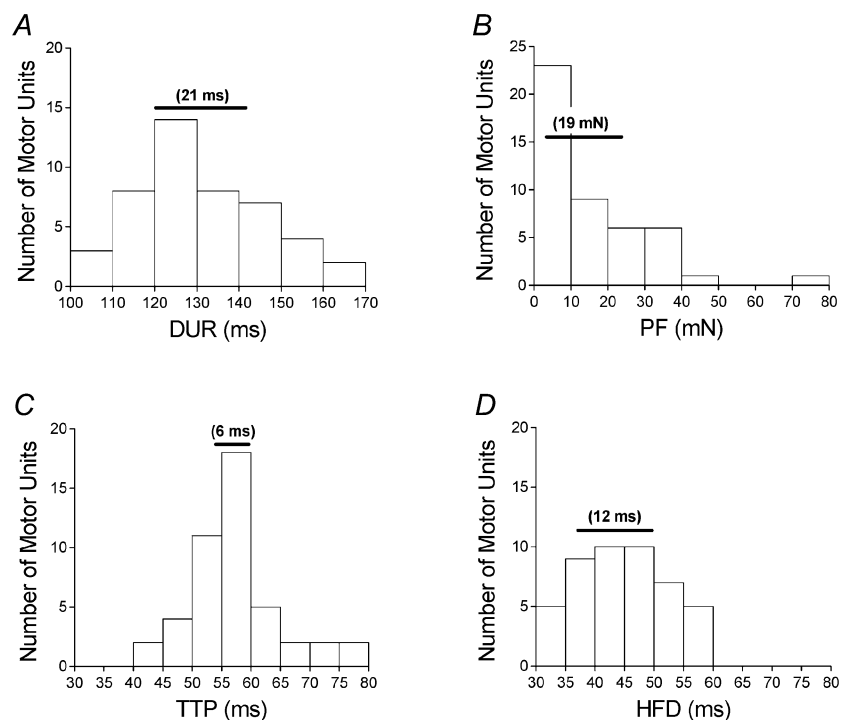 A
Number of Motor Units
20
15
10
5
0
(21 ms)
100 110 120 130 140 150 160 170
DUR (ms)
B
Number of Motor Units
25
20
15
10
5
0
(19 mN)
0 10 20 30 40 50 60 70 80
PF (mN)
C
Number of Motor Units
20
15
10
5
0
(6 ms)
30 35 40 45 50 55 60 65 70 75 80
TTP (ms)
D
Number of Motor Units
20
15
10
5
0
(12 ms)
30 35 40 45 50 55 60 65 70 75 80
HFD (ms)